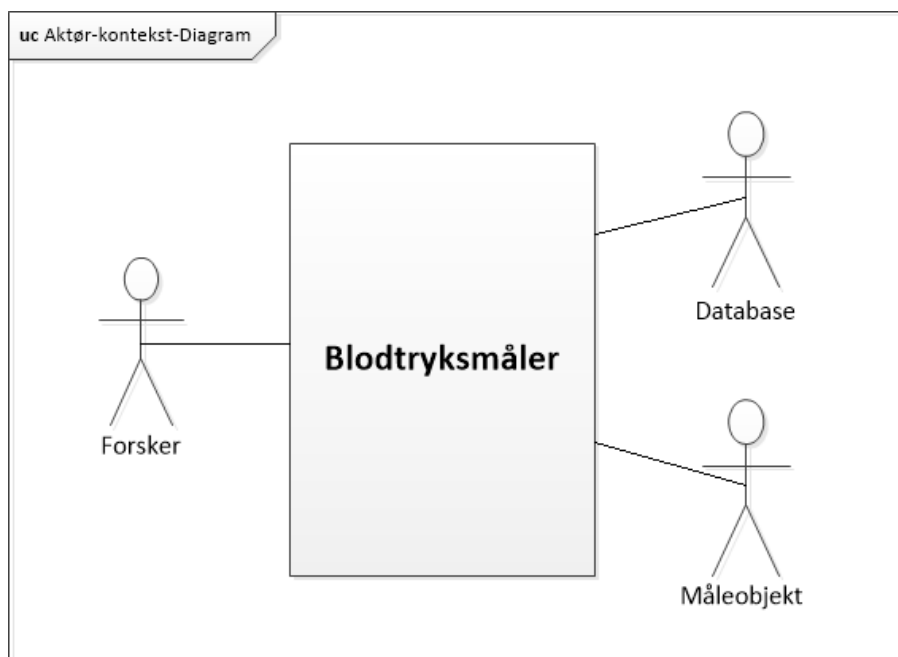 uc Aktør-kontekst-Diagram
Database
Blodtryksmåler
Forsker
Måleobjekt